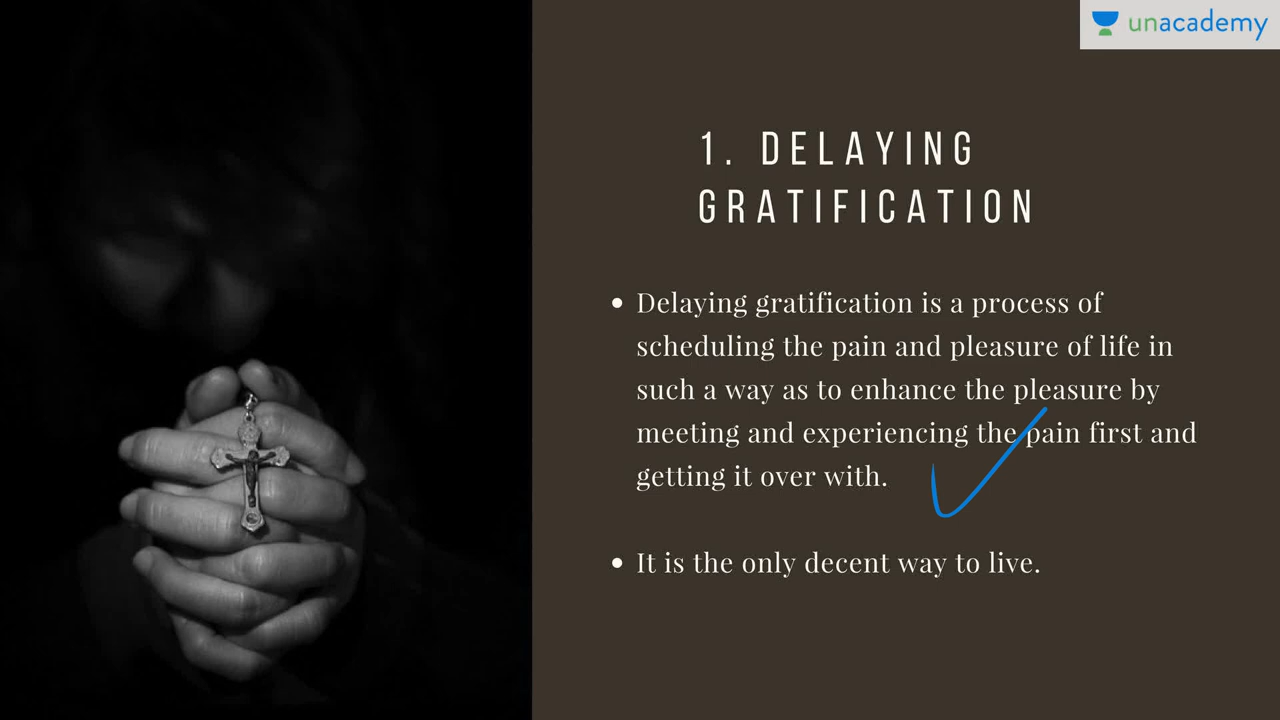 unacademy
1. DELAYING
GRATIFICATION
• Delaying gratification is a process of
scheduling the pain and pleasure of life in
such a way as to enhance the pleasure by
meeting and experiencing the pain first and
getting it over with.
• It is the only decent way to live.